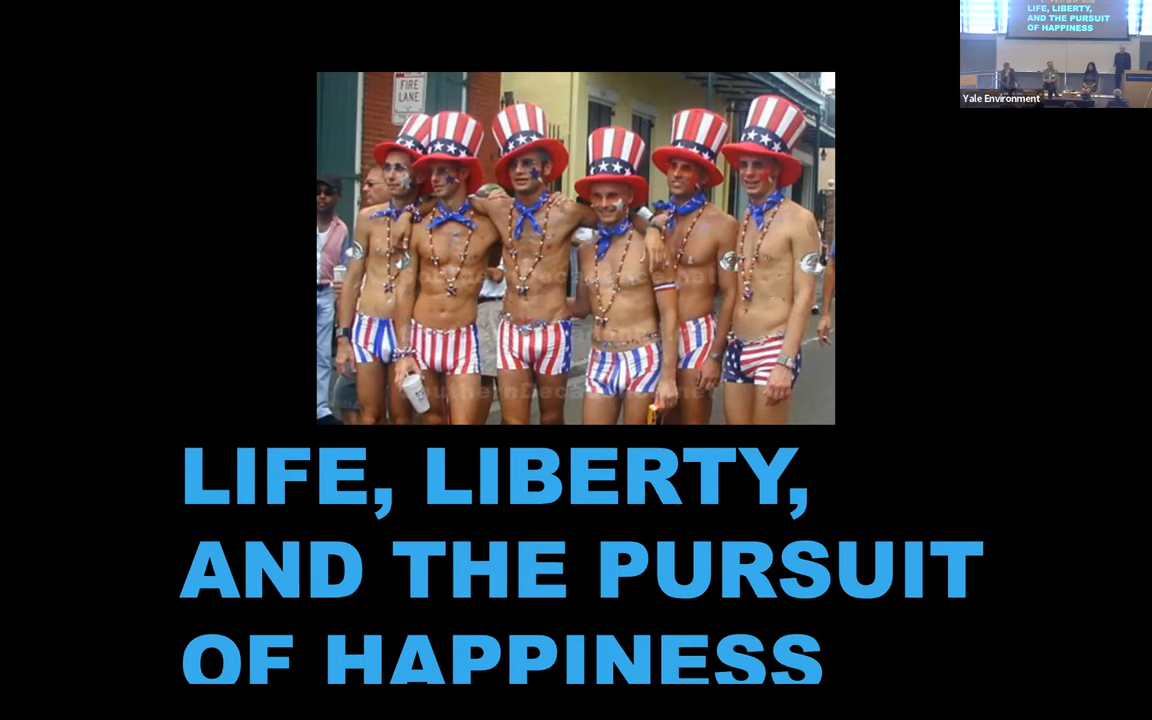 LIFE, LIBERTY,
AND THE PURSUIT
OF HAPPINESS
Yale Environment
FIRE
LANE
LIFE, LIBERTY,
AND THE PURSUIT
OF HAPPINESS